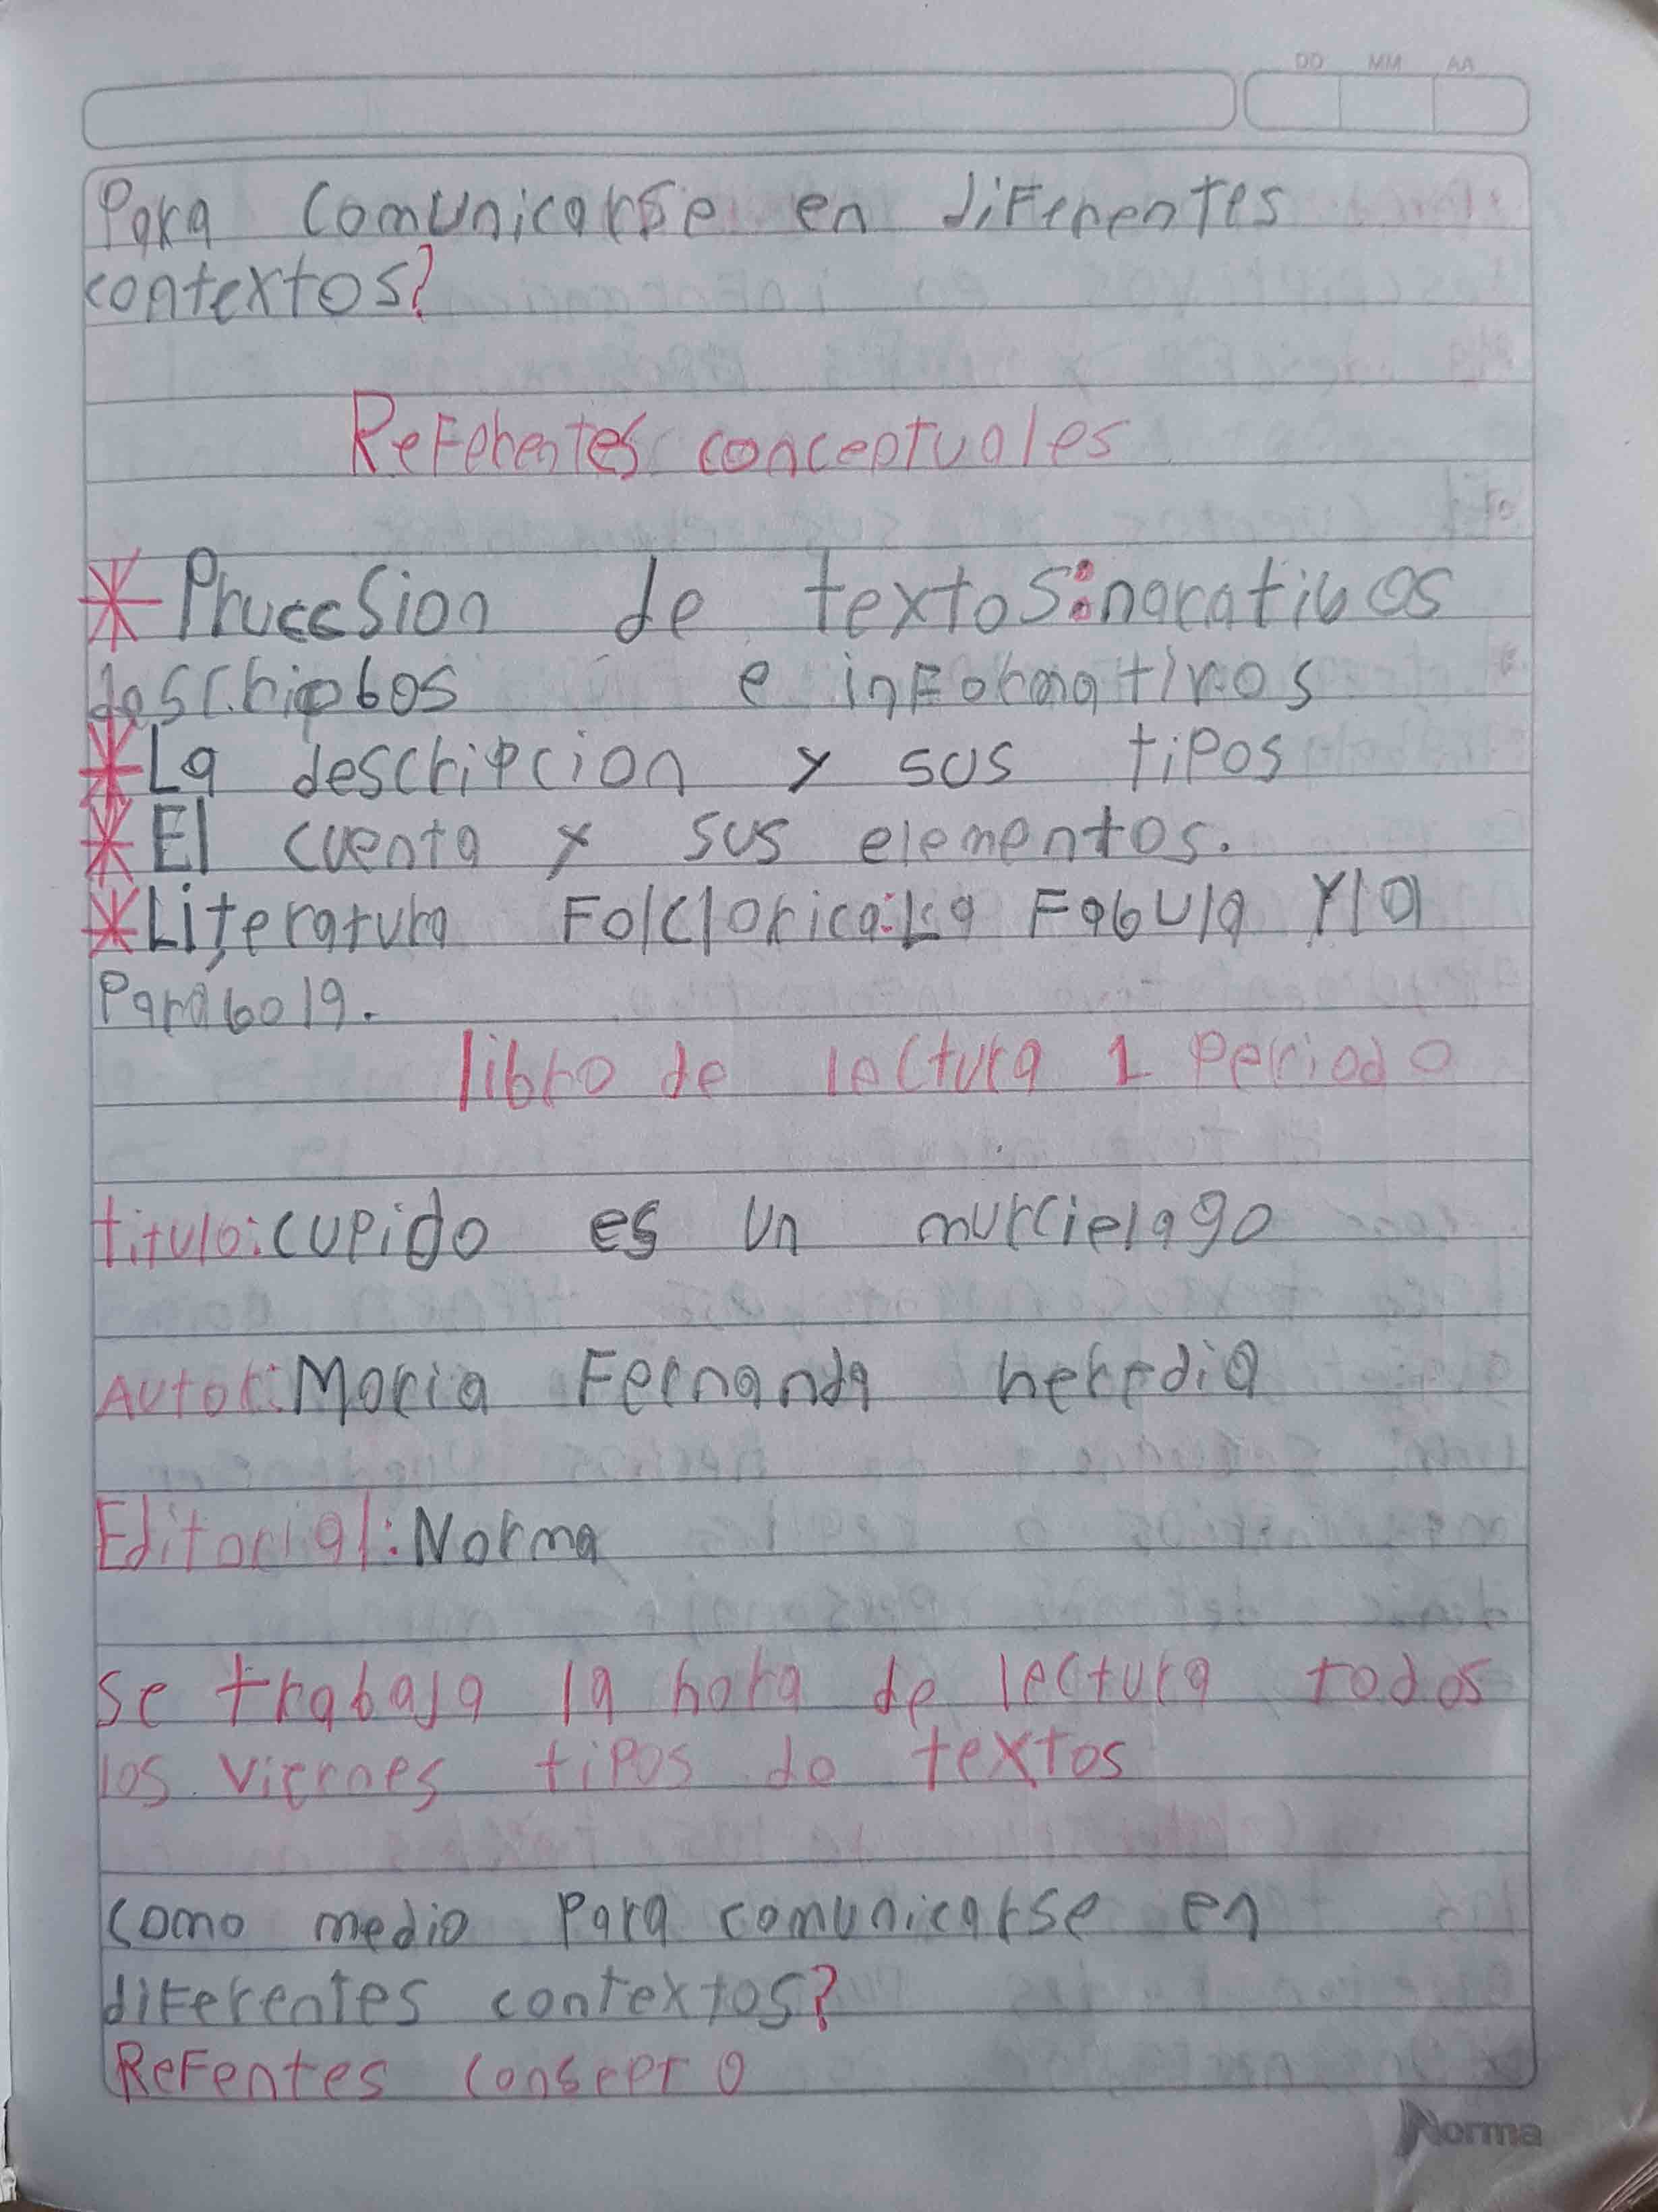 DD MM AA
Para comunicarse en diferentes
contextos?
Referentes conceptuales
* Pruccsion de textos: narativos
descripbos e informativos
* La descripcion y sus tipos
* El cuento y sus elementos.
* Literatura Folclorica: La Fabula Y la
Parabola.
libro de lectura 1 Periodo
titulo: cupido es un murcielago
Autor: Maria Fernanda heredia
Editorial: Norma
se trabaja la hora de lectura todos
los viernes tipos de textos
como medio Para comunicarse en
diferentes contextos?
Refentes consepto
Norma